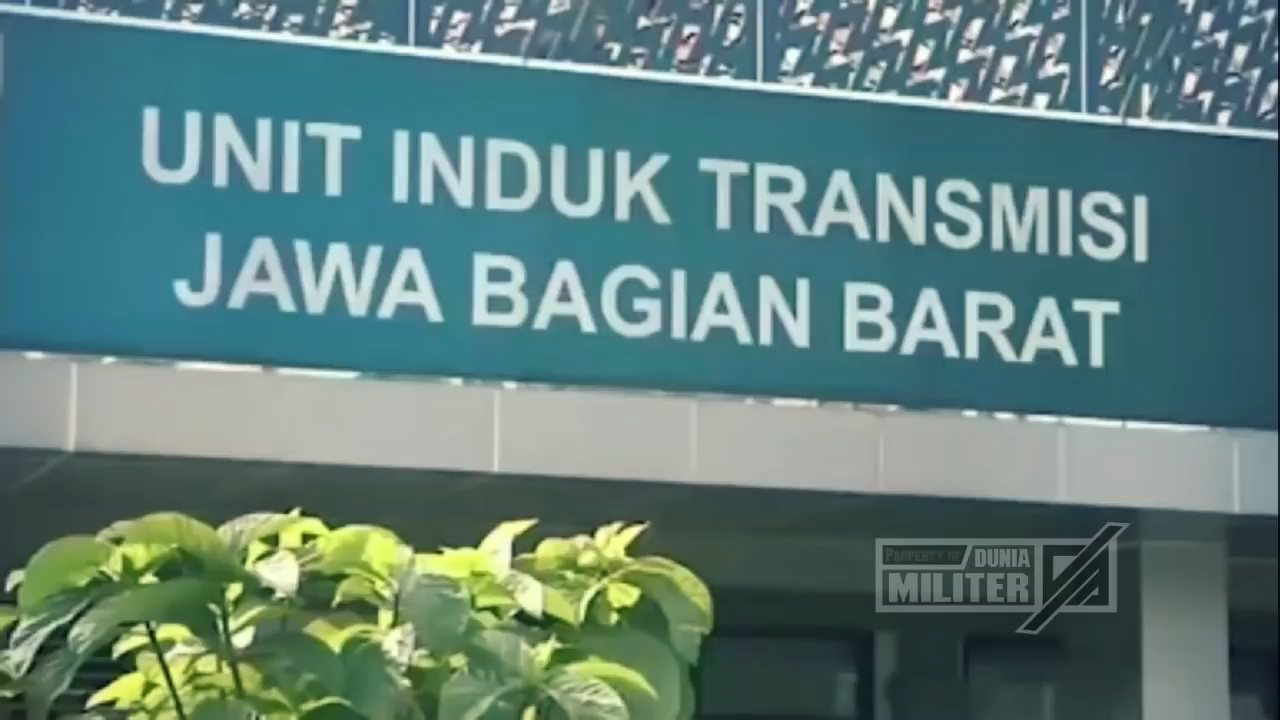 UNIT INDUK TRANSMISI
JAWA BAGIAN BARAT
PROPERTY OF DUNIA
MILITER